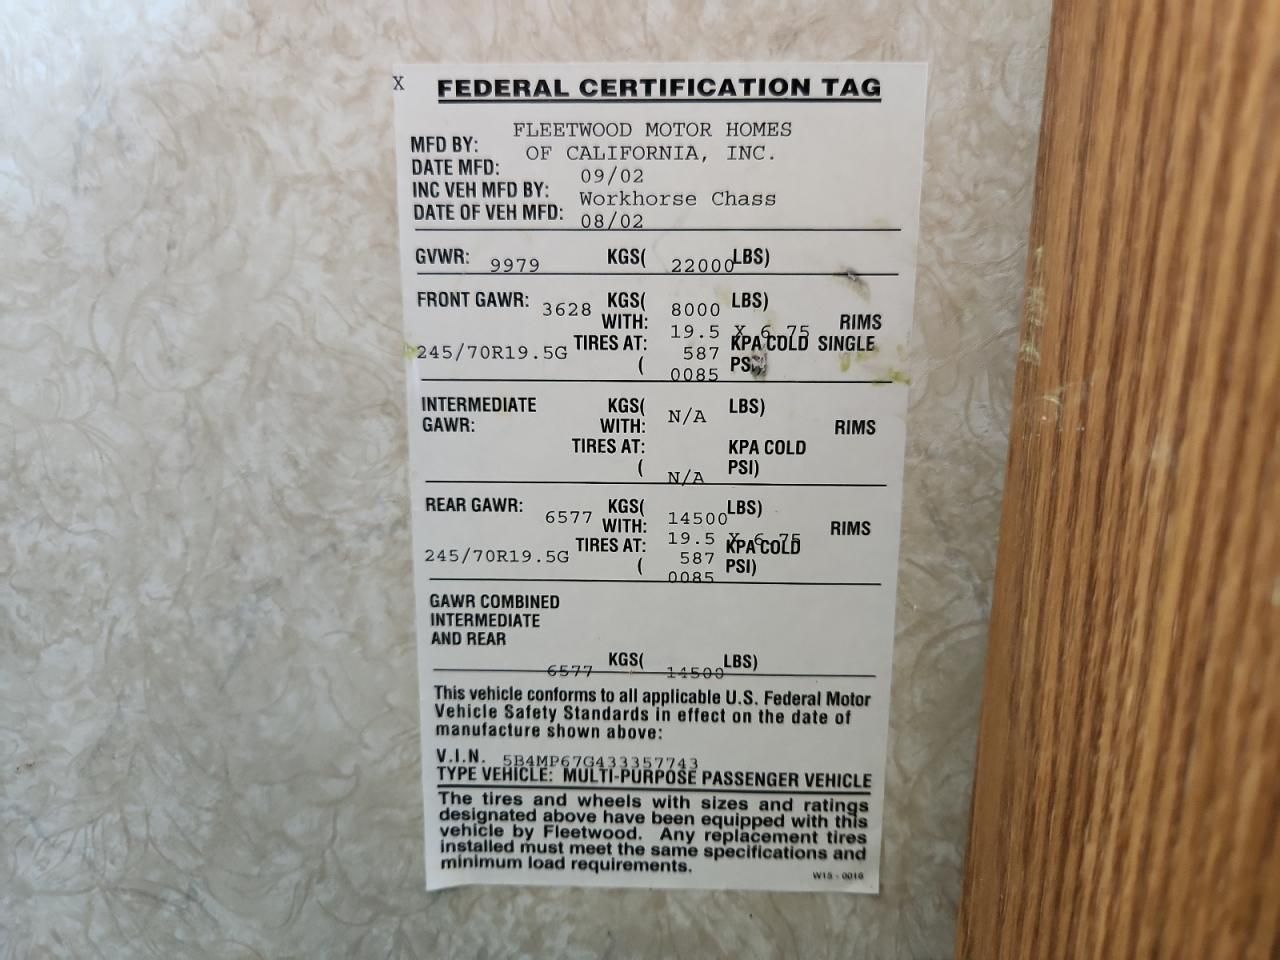 X FEDERAL CERTIFICATION TAG
MFD BY: FLEETWOOD MOTOR HOMES
OF CALIFORNIA, INC.
DATE MFD: 09/02
INC VEH MFD BY: Workhorse Chass
DATE OF VEH MFD: 08/02
GVWR: 9979 KGS( 22000 LBS)
FRONT GAWR: 3628 KGS( 8000 LBS)
WITH: 19.5 X 6.75 RIMS
245/70R19.5G TIRES AT: 587 KPA COLD SINGLE
( 0085 PSI)
INTERMEDIATE KGS( N/A LBS)
GAWR: WITH: RIMS
TIRES AT: KPA COLD
( N/A PSI)
REAR GAWR: 6577 KGS( 14500 LBS)
WITH: 19.5 X 6.75 RIMS
245/70R19.5G TIRES AT: 587 KPA COLD
( 0085 PSI)
GAWR COMBINED
INTERMEDIATE
AND REAR
6577 KGS( 14500 LBS)
This vehicle conforms to all applicable U.S. Federal Motor
Vehicle Safety Standards in effect on the date of
manufacture shown above:
V.I.N. 5B4MP67G433357743
TYPE VEHICLE: MULTI-PURPOSE PASSENGER VEHICLE
The tires and wheels with sizes and ratings
designated above have been equipped with this
vehicle by Fleetwood. Any replacement tires
installed must meet the same specifications and
minimum load requirements.
W15 - 0016